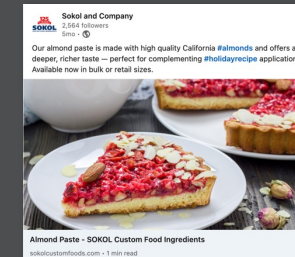 SOKOL
Sokol and Company
2,564 followers
5mo •
Our almond paste is made with high quality California #almonds and offers a
deeper, richer taste — perfect for complementing #holidayrecipe application
Available now in bulk or retail sizes.
Almond Paste - SOKOL Custom Food Ingredients
sokolcustomfoods.com • 1 min read